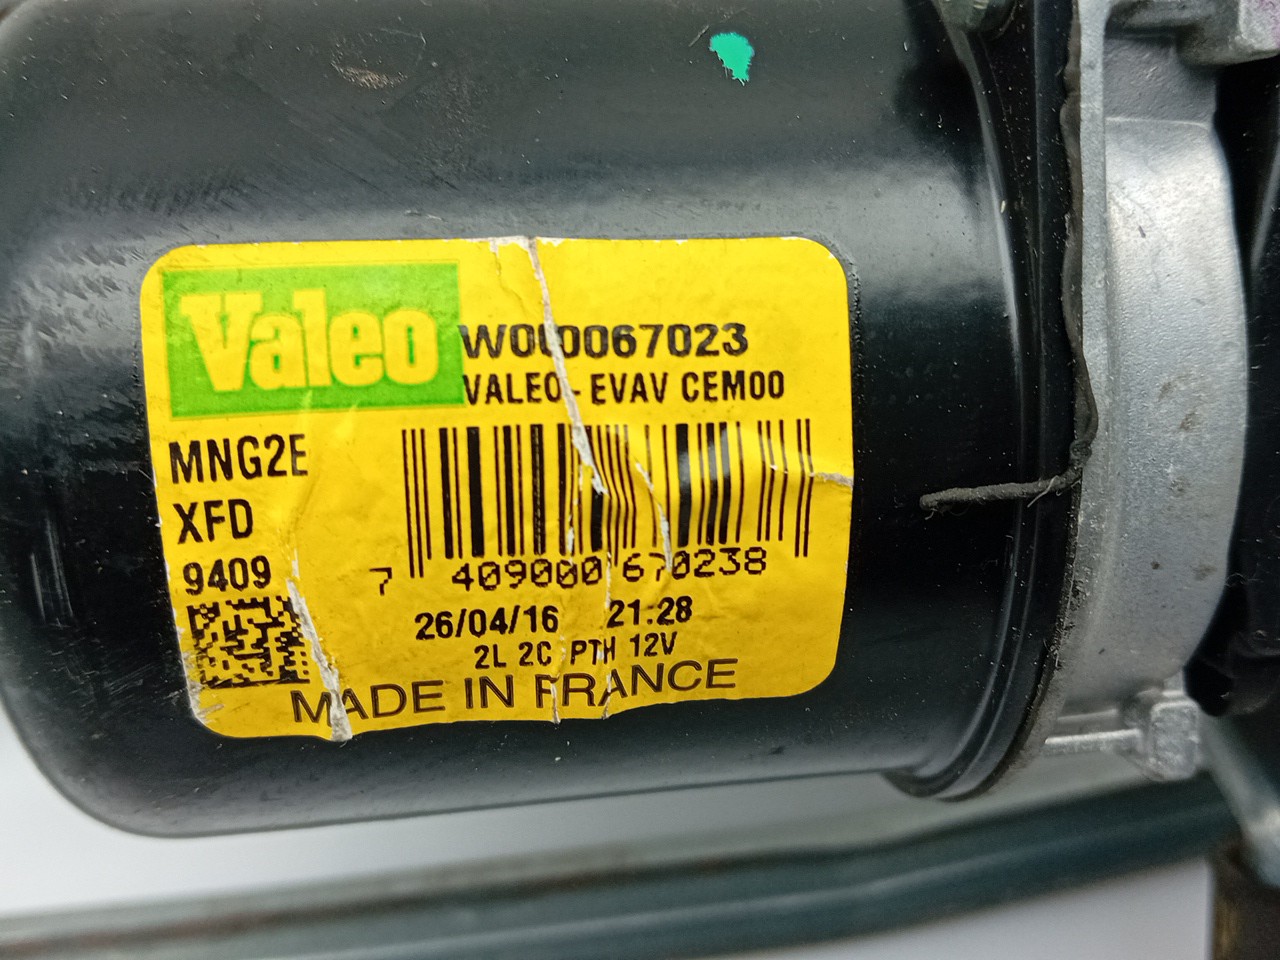 Valeo
W000067023
VALEO - EVAV CEM00
MNG2E
XFD
9409
7 409000 670238
26/04/16 21:28
2L 2C PTH 12V
MADE IN FRANCE